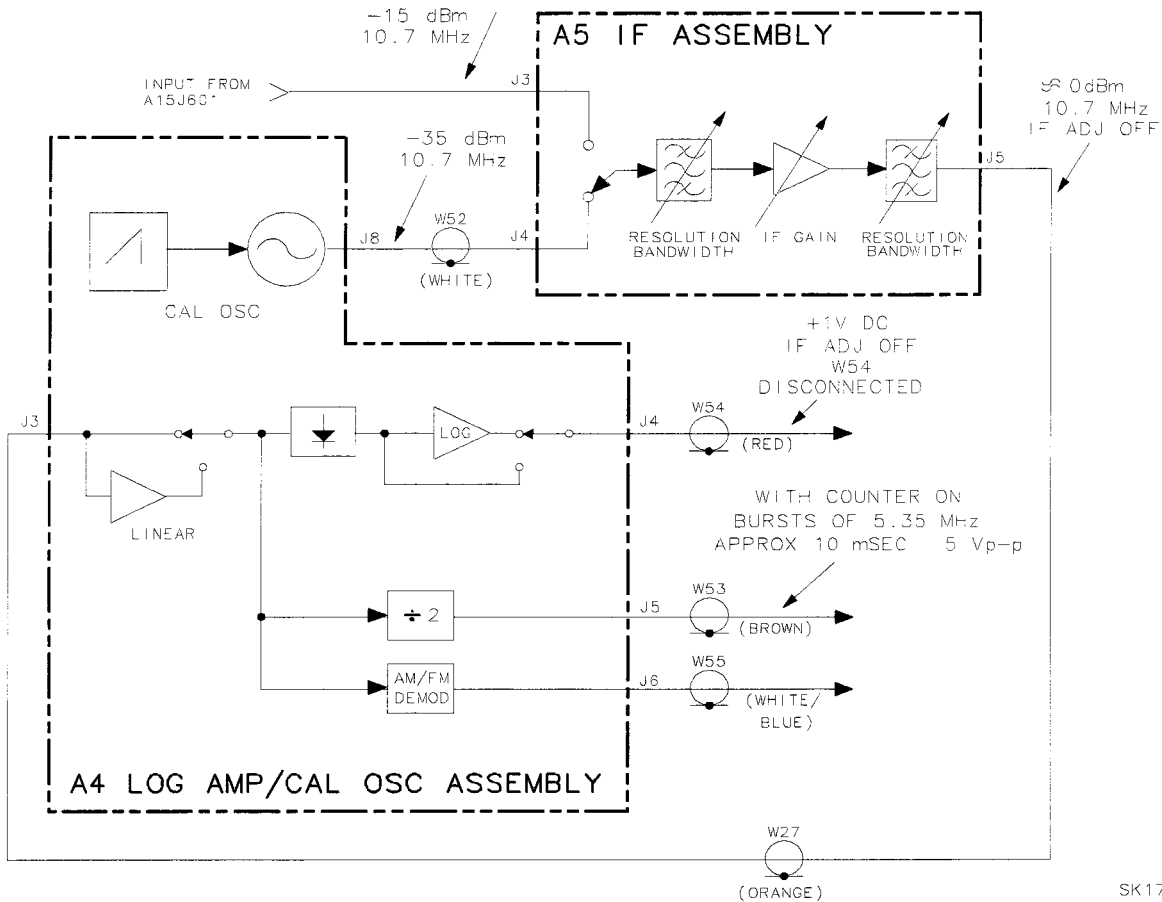 -15 dBm
10.7 MHz
A5 IF ASSEMBLY
J3
INPUT FROM
A15J601
≈ 0dBm
10.7 MHz
IF ADJ OFF
-35 dBm
10.7 MHz
J5
W52
J8
J4
(WHITE)
RESOLUTION
BANDWIDTH
IF GAIN
RESOLUTION
BANDWIDTH
CAL OSC
+1V DC
IF ADJ OFF
W54
DISCONNECTED
J3
LOG
J4
W54
(RED)
LINEAR
WITH COUNTER ON
BURSTS OF 5.35 MHz
APPROX 10 mSEC 5 Vp-p
÷ 2
J5
W53
(BROWN)
AM/FM
DEMOD
J6
W55
(WHITE/
BLUE)
A4 LOG AMP/CAL OSC ASSEMBLY
W27
(ORANGE)
SK17